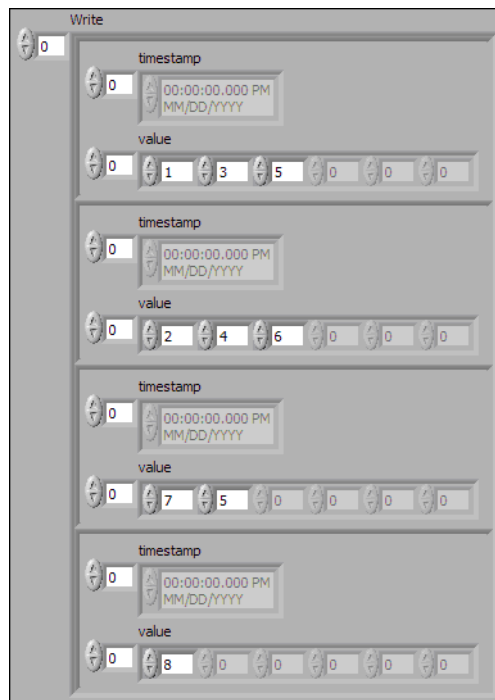 Write
0
timestamp
0 00:00:00.000 PM
MM/DD/YYYY
value
0 1 3 5 0 0 0
timestamp
0 00:00:00.000 PM
MM/DD/YYYY
value
0 2 4 6 0 0 0
timestamp
0 00:00:00.000 PM
MM/DD/YYYY
value
0 7 5 0 0 0 0
timestamp
0 00:00:00.000 PM
MM/DD/YYYY
value
0 8 0 0 0 0 0